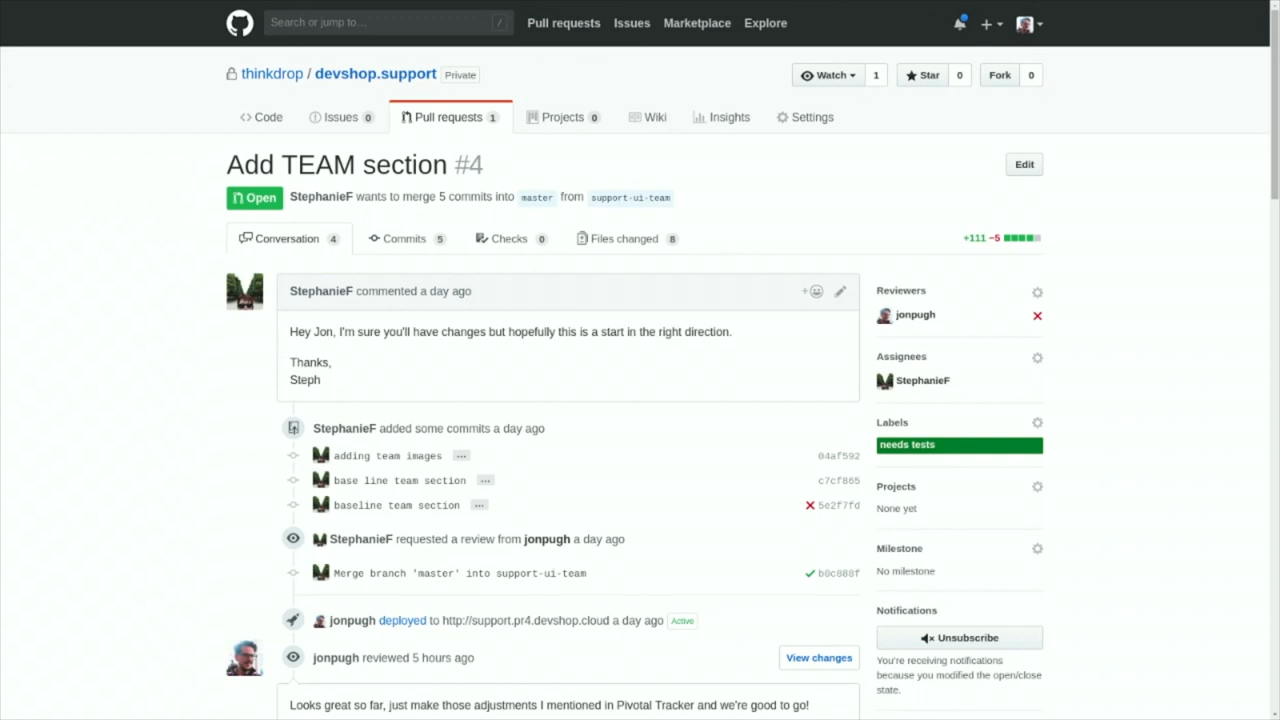 Search or jump to… /
Pull requests Issues Marketplace Explore
thinkdrop / devshop.support Private
Watch 1 Star 0 Fork 0
Code Issues 0 Pull requests 1 Projects 0 Wiki Insights Settings
Add TEAM section #4
Edit
Open StephanieF wants to merge 5 commits into master from support-ui-team
Conversation 4 Commits 5 Checks 0 Files changed 8
+111 −5
StephanieF commented a day ago
Hey Jon, I'm sure you'll have changes but hopefully this is a start in the right direction.
Thanks,
Steph
StephanieF added some commits a day ago
adding team images … 04af592
base line team section … c7cf865
baseline team section … 5e2f7fd
StephanieF requested a review from jonpugh a day ago
Merge branch 'master' into support-ui-team b0c888f
jonpugh deployed to http://support.pr4.devshop.cloud a day ago Active
jonpugh reviewed 5 hours ago
View changes
Looks great so far, just make those adjustments I mentioned in Pivotal Tracker and we're good to go!
Reviewers
jonpugh
Assignees
StephanieF
Labels
needs tests
Projects
None yet
Milestone
No milestone
Notifications
Unsubscribe
You're receiving notifications
because you modified the open/close
state.